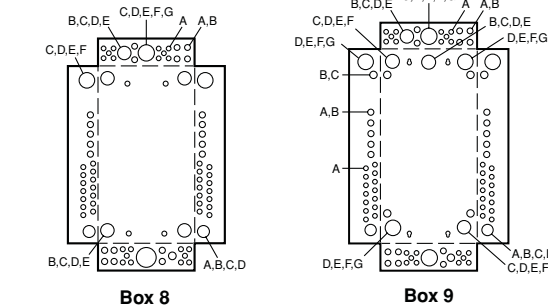 C,D,E,F,G
B,C,D,E
A
A,B
C,D,E,F
B,C,D,E
A,B,C,D
Box 8
B,C,D,E
A
A,B
C,D,E,F
B,C,D,E
D,E,F,G
D,E,F,G
B,C
A,B
A
D,E,F,G
C,D,E,F
Box 9